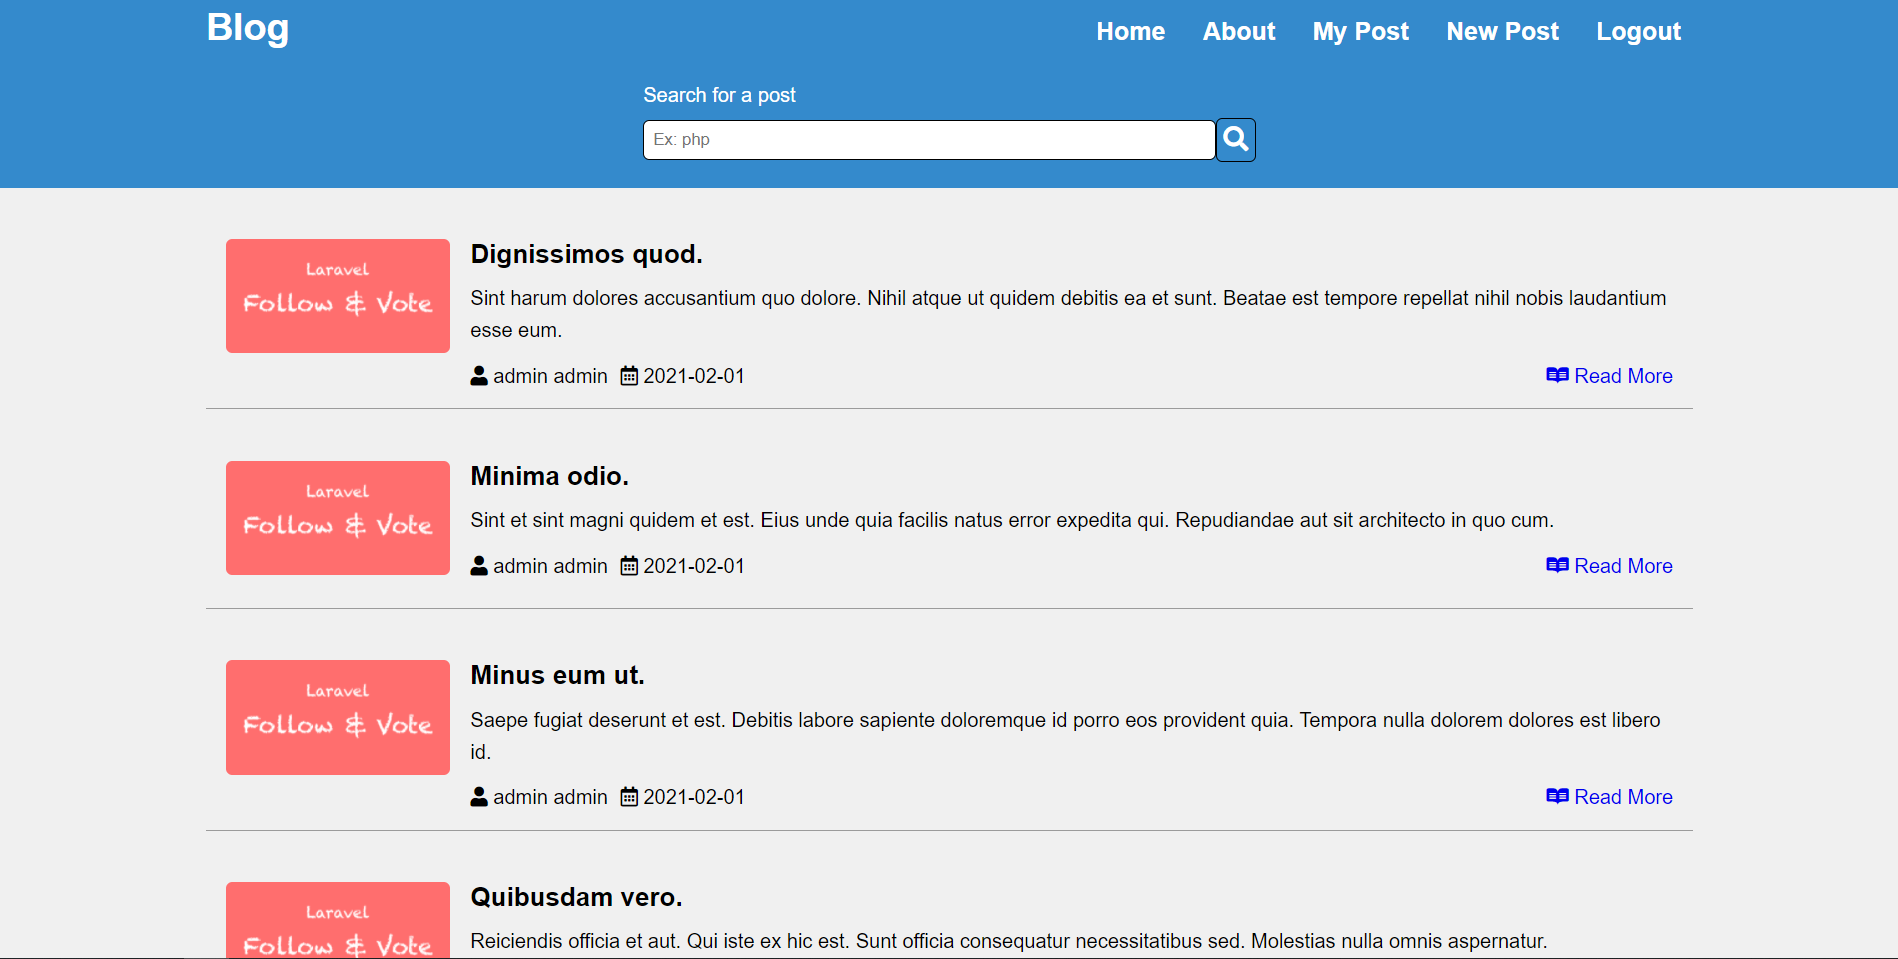 Blog
Home About My Post New Post Logout
Search for a post
Ex: php
Laravel
Follow & Vote
Dignissimos quod.
Sint harum dolores accusantium quo dolore. Nihil atque ut quidem debitis ea et sunt. Beatae est tempore repellat nihil nobis laudantium
esse eum.
admin admin 2021-02-01 Read More
Laravel
Follow & Vote
Minima odio.
Sint et sint magni quidem et est. Eius unde quia facilis natus error expedita qui. Repudiandae aut sit architecto in quo cum.
admin admin 2021-02-01 Read More
Laravel
Follow & Vote
Minus eum ut.
Saepe fugiat deserunt et est. Debitis labore sapiente doloremque id porro eos provident quia. Tempora nulla dolorem dolores est libero
id.
admin admin 2021-02-01 Read More
Laravel
Follow & Vote
Quibusdam vero.
Reiciendis officia et aut. Qui iste ex hic est. Sunt officia consequatur necessitatibus sed. Molestias nulla omnis aspernatur.